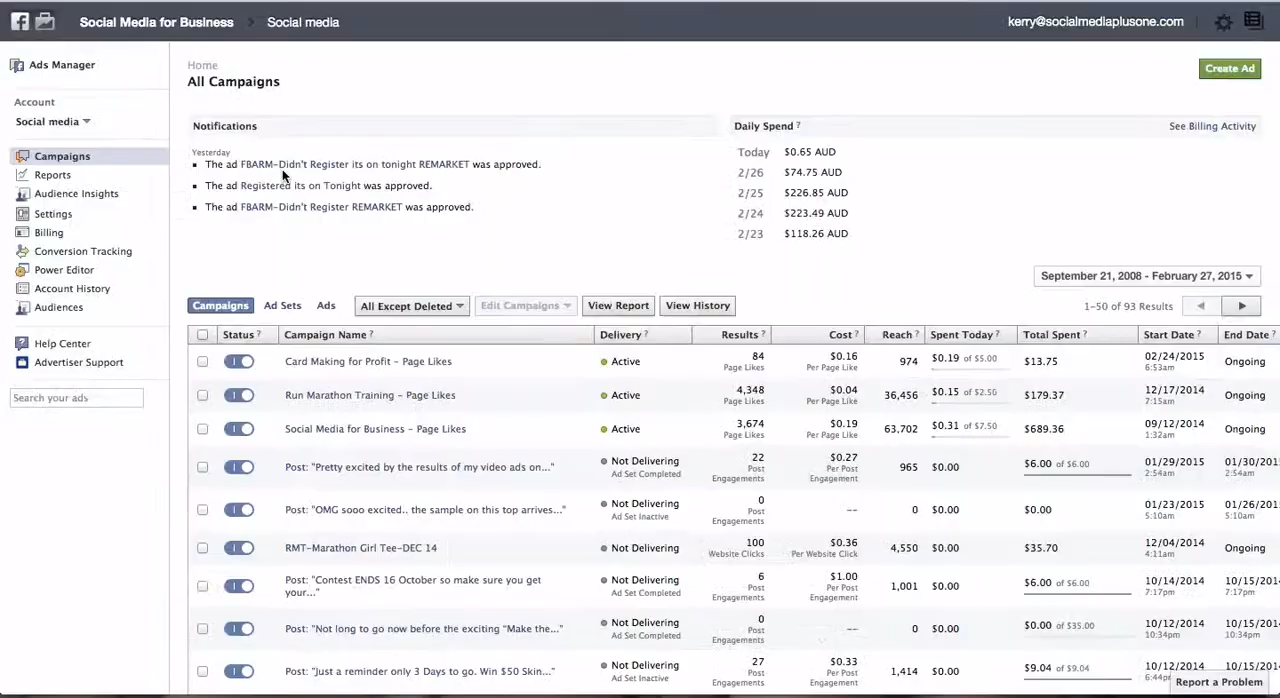 Social Media for Business > Social media
kerry@socialmediaplusone.com
Ads Manager
Account
Social media
Campaigns
Reports
Audience Insights
Settings
Billing
Conversion Tracking
Power Editor
Account History
Audiences
Help Center
Advertiser Support
Search your ads
Home
All Campaigns
Create Ad
Notifications
Yesterday
The ad FBARM-Didn't Register its on tonight REMARKET was approved.
The ad Registered its on Tonight was approved.
The ad FBARM-Didn't Register REMARKET was approved.
Daily Spend ?
See Billing Activity
Today $0.65 AUD
2/26 $74.75 AUD
2/25 $226.85 AUD
2/24 $223.49 AUD
2/23 $118.26 AUD
September 21, 2008 - February 27, 2015
Campaigns Ad Sets Ads All Except Deleted Edit Campaigns View Report View History 1-50 of 93 Results
Status ? Campaign Name ? Delivery ? Results ? Cost ? Reach ? Spent Today ? Total Spent ? Start Date ? End Date ?
Card Making for Profit - Page Likes Active 84 $0.16 974 $0.19 of $5.00 $13.75 02/24/2015 Ongoing
Page Likes Per Page Like 6:53am
Run Marathon Training - Page Likes Active 4,348 $0.04 36,456 $0.15 of $2.50 $179.37 12/17/2014 Ongoing
Page Likes Per Page Like 7:15am
Social Media for Business - Page Likes Active 3,674 $0.19 63,702 $0.31 of $7.50 $689.36 09/12/2014 Ongoing
Page Likes Per Page Like 1:32am
Post: "Pretty excited by the results of my video ads on..." Not Delivering 22 $0.27 965 $0.00 $6.00 of $6.00 01/29/2015 01/30/2015
Ad Set Completed Post Engagements Per Post Engagement 2:54am 2:54am
Post: "OMG sooo excited.. the sample on this top arrives..." Not Delivering 0 -- 0 $0.00 $0.00 01/23/2015 01/26/2015
Ad Set Inactive Post Engagements 5:10am 5:10am
RMT-Marathon Girl Tee-DEC 14 Not Delivering 100 $0.36 4,550 $0.00 $35.70 12/04/2014 Ongoing
Website Clicks Per Website Click 4:11am
Post: "Contest ENDS 16 October so make sure you get Not Delivering 6 $1.00 1,001 $0.00 $6.00 of $6.00 10/14/2014 10/15/2014
your..." Ad Set Completed Post Engagements Per Post Engagement 7:17pm 7:17pm
Post: "Not long to go now before the exciting "Make the..." Not Delivering 0 -- 0 $0.00 $0.00 of $35.00 10/12/2014 10/15/2014
Ad Set Completed Post Engagements 10:34pm 10:34pm
Post: "Just a reminder only 3 Days to go. Win $50 Skin..." Not Delivering 27 $0.33 1,414 $0.00 $9.04 of $9.04 10/12/2014
Ad Set Inactive Post Engagements Per Post Engagement
Report a Problem